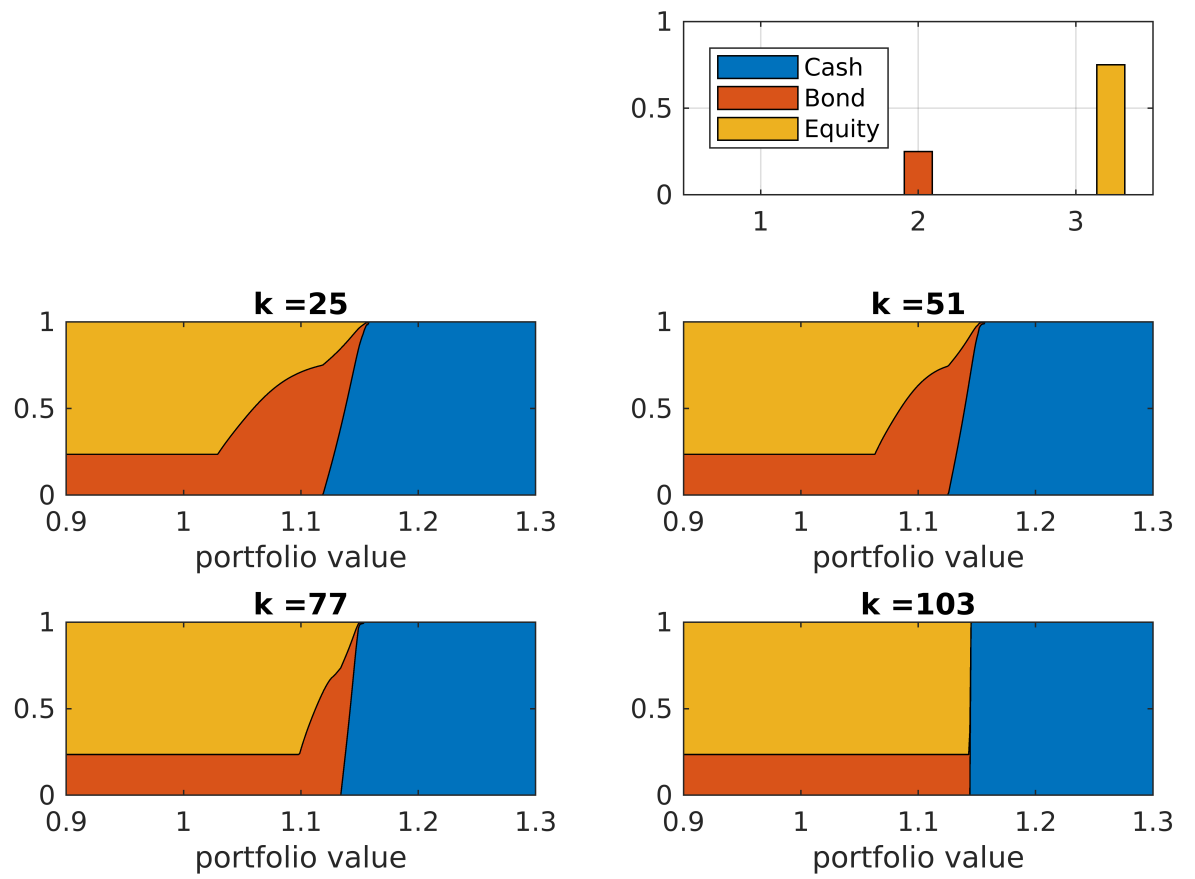 1
0.5
0
Cash
Bond
Equity
1 2 3
k =25
1
0.5
0
0.9 1 1.1 1.2 1.3
portfolio value
k =51
1
0.5
0
0.9 1 1.1 1.2 1.3
portfolio value
k =77
1
0.5
0
0.9 1 1.1 1.2 1.3
portfolio value
k =103
1
0.5
0
0.9 1 1.1 1.2 1.3
portfolio value